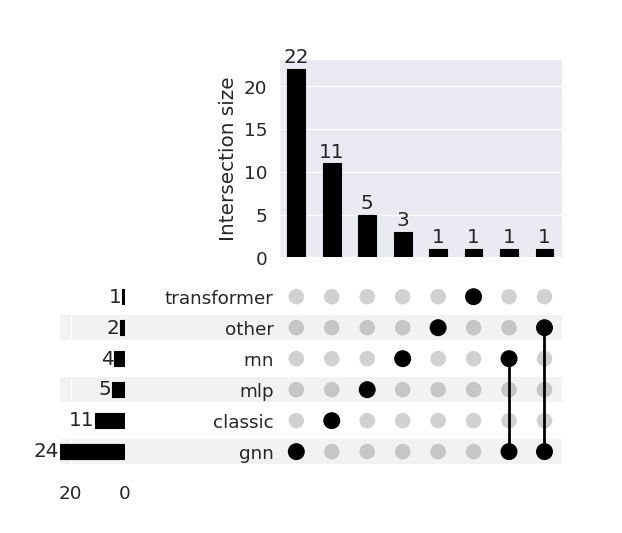 22
20
11
15
10
5
3
5
1
1
1
1
0
Intersection size
1 transformer
2 other
4 rnn
5 mlp
11 classic
24 gnn
20 0